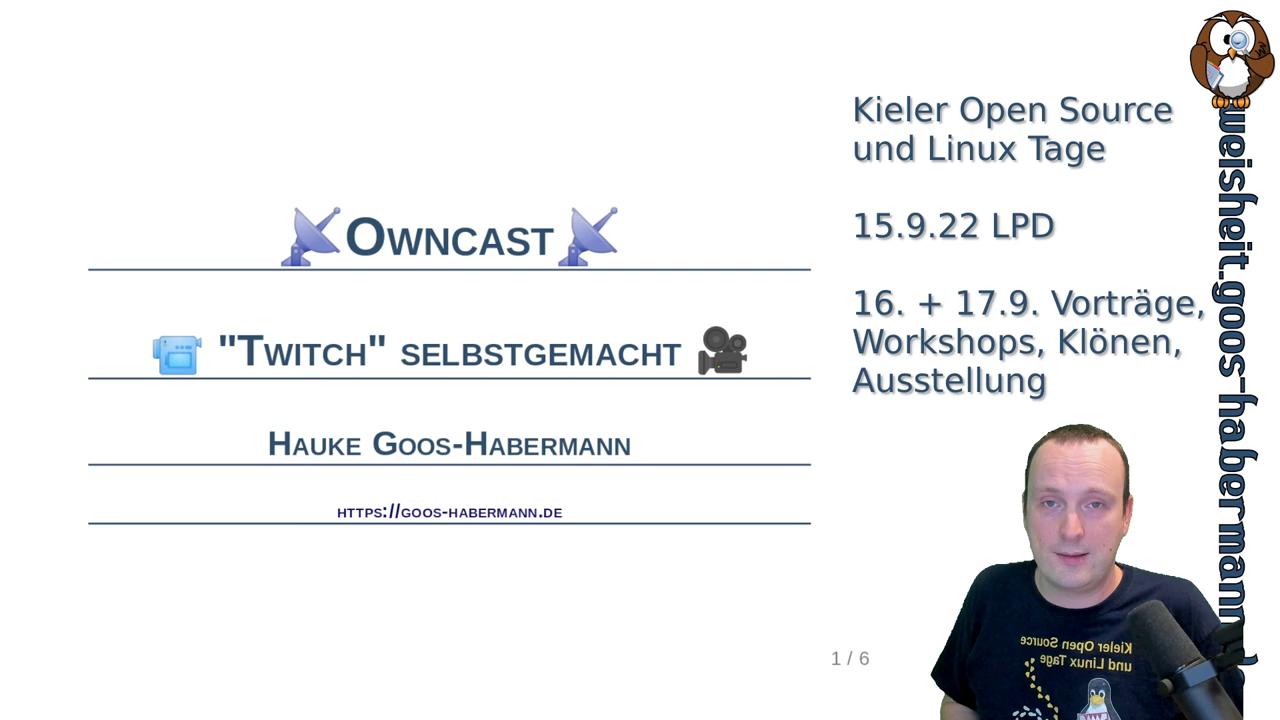 Owncast
"Twitch" selbstgemacht
Hauke Goos-Habermann
https://goos-habermann.de
Kieler Open Source
und Linux Tage
15.9.22 LPD
16. + 17.9. Vorträge,
Workshops, Klönen,
Ausstellung
weisheit.goos-habermann
Kieler Open Source
und Linux Tage
1 / 6